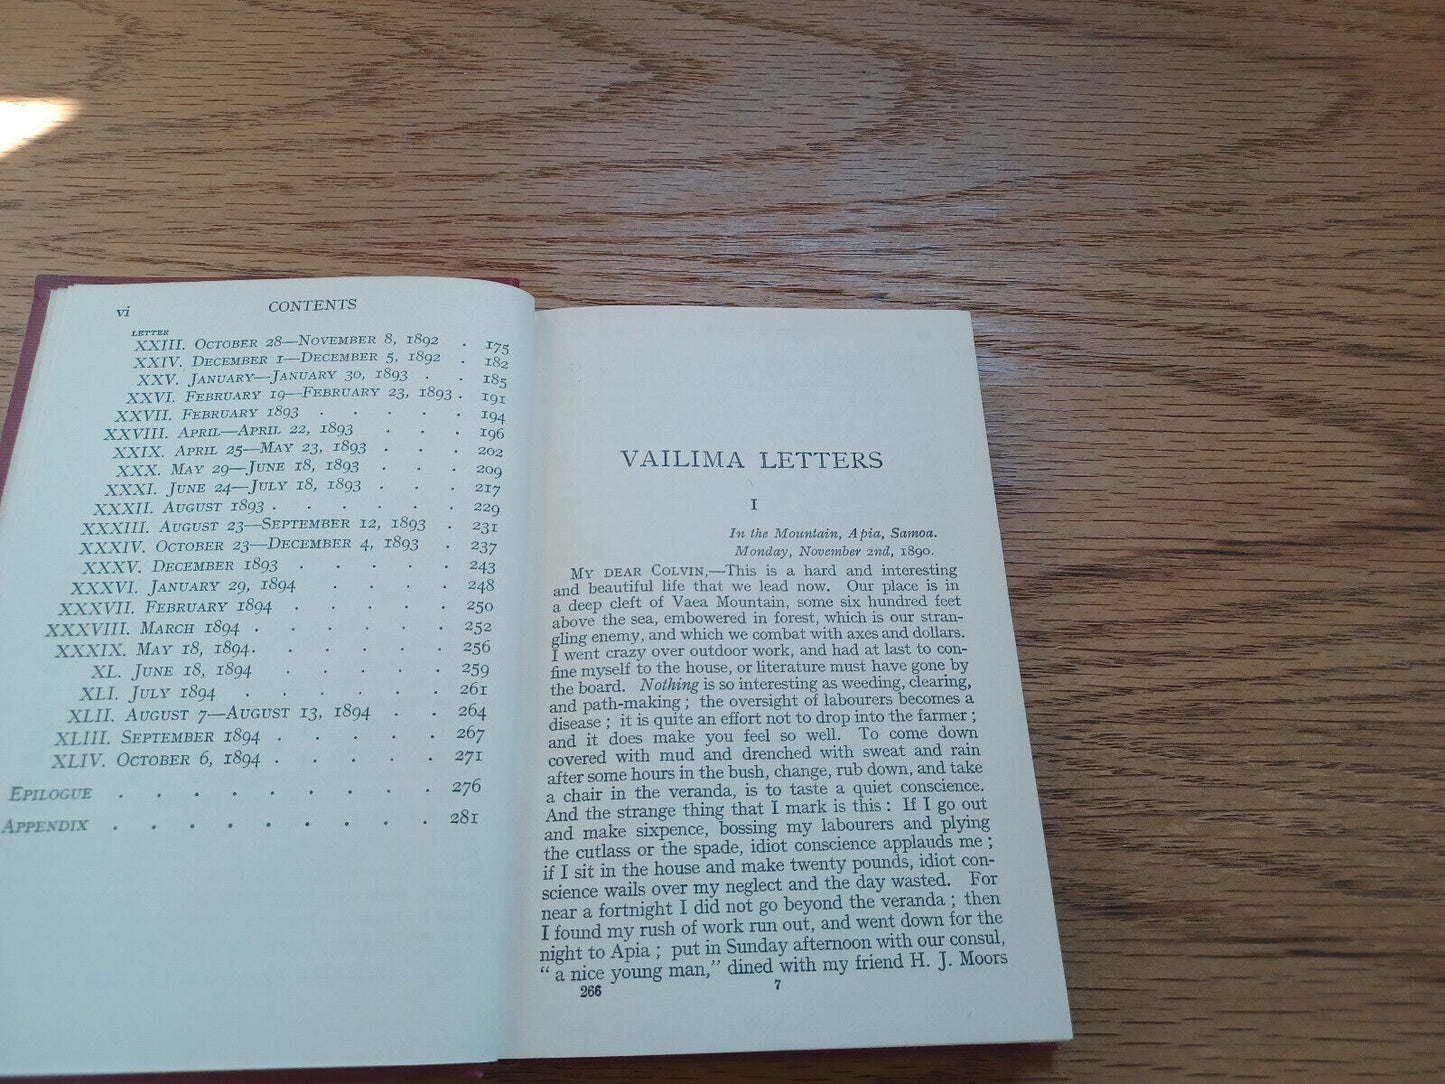 vi CONTENTS
LETTER
XXIII. OCTOBER 28—NOVEMBER 8, 1892 . 175
XXIV. DECEMBER 1—DECEMBER 5, 1892 . 182
XXV. JANUARY—JANUARY 30, 1893 . . 185
XXVI. FEBRUARY 19—FEBRUARY 23, 1893 . 191
XXVII. FEBRUARY 1893 . . . . . 194
XXVIII. APRIL—APRIL 22, 1893 . . . 196
XXIX. APRIL 25—MAY 23, 1893 . . . 202
XXX. MAY 29—JUNE 18, 1893 . . . 209
XXXI. JUNE 24—JULY 18, 1893 . . . 217
XXXII. AUGUST 1893 . . . . . . 229
XXXIII. AUGUST 23—SEPTEMBER 12, 1893 . 231
XXXIV. OCTOBER 23—DECEMBER 4, 1893 . 237
XXXV. DECEMBER 1893 . . . . . 243
XXXVI. JANUARY 29, 1894 . . . . 248
XXXVII. FEBRUARY 1894 . . . . . 250
XXXVIII. MARCH 1894 . . . . . . 252
XXXIX. MAY 18, 1894 . . . . . . 256
XL. JUNE 18, 1894 . . . . . 259
XLI. JULY 1894 . . . . . . 261
XLII. AUGUST 7—AUGUST 13, 1894 . . 264
XLIII. SEPTEMBER 1894 . . . . . 267
XLIV. OCTOBER 6, 1894 . . . . . 271
EPILOGUE . . . . . . . . . 276
APPENDIX . . . . . . . . . 281
VAILIMA LETTERS
I
In the Mountain, Apia, Samoa.
Monday, November 2nd, 1890.
MY DEAR COLVIN,—This is a hard and interesting
and beautiful life that we lead now. Our place is in
a deep cleft of Vaea Mountain, some six hundred feet
above the sea, embowered in forest, which is our stran-
gling enemy, and which we combat with axes and dollars.
I went crazy over outdoor work, and had at last to con-
fine myself to the house, or literature must have gone by
the board. Nothing is so interesting as weeding, clearing,
and path-making ; the oversight of labourers becomes a
disease ; it is quite an effort not to drop into the farmer ;
and it does make you feel so well. To come down
covered with mud and drenched with sweat and rain
after some hours in the bush, change, rub down, and take
a chair in the veranda, is to taste a quiet conscience.
And the strange thing that I mark is this : If I go out
and make sixpence, bossing my labourers and plying
the cutlass or the spade, idiot conscience applauds me ;
if I sit in the house and make twenty pounds, idiot con-
science wails over my neglect and the day wasted. For
near a fortnight I did not go beyond the veranda ; then
I found my rush of work run out, and went down for the
night to Apia ; put in Sunday afternoon with our consul,
“ a nice young man,” dined with my friend H. J. Moors
266 7